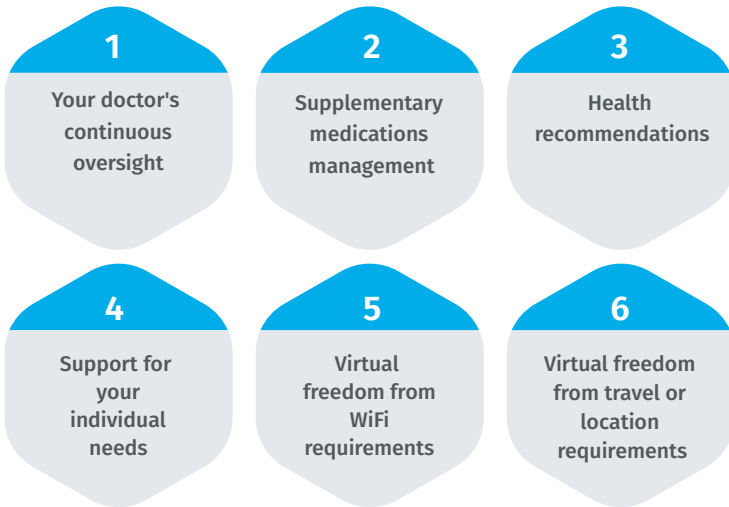 1
Your doctor's
continuous
oversight
2
Supplementary
medications
management
3
Health
recommendations
4
Support for
your
individual
needs
5
Virtual
freedom from
WiFi
requirements
6
Virtual freedom
from travel or
location
requirements